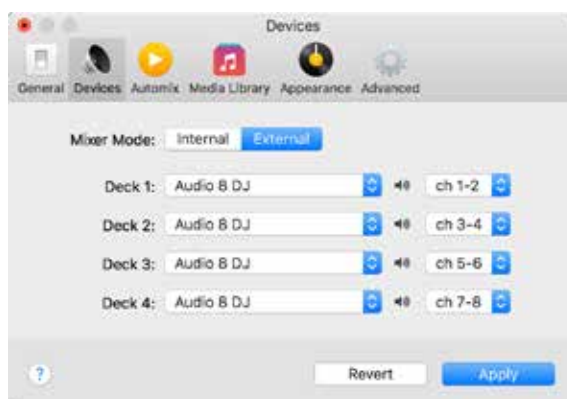 Devices
General Devices Automix Media Library Appearance Advanced
Mixer Mode: Internal External
Deck 1: Audio 8 DJ ch 1-2
Deck 2: Audio 8 DJ ch 3-4
Deck 3: Audio 8 DJ ch 5-6
Deck 4: Audio 8 DJ ch 7-8
? Revert Apply